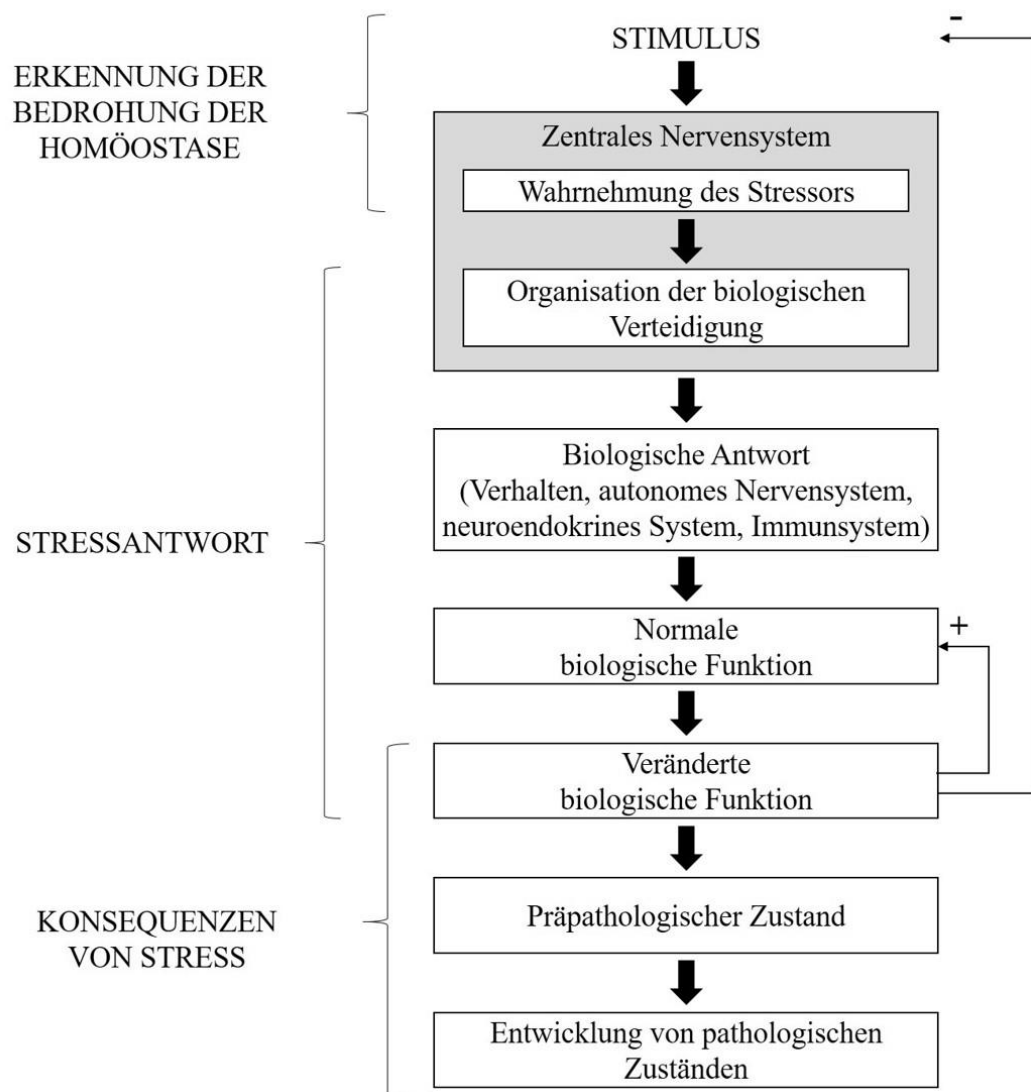 ERKENNUNG DER
BEDROHUNG DER
HOMÖOSTASE
STIMULUS
-
Zentrales Nervensystem
Wahrnehmung des Stressors
Organisation der biologischen
Verteidigung
STRESSANTWORT
Biologische Antwort
(Verhalten, autonomes Nervensystem,
neuroendokrines System, Immunsystem)
Normale
biologische Funktion
+
Veränderte
biologische Funktion
KONSEQUENZEN
VON STRESS
Präpathologischer Zustand
Entwicklung von pathologischen
Zuständen